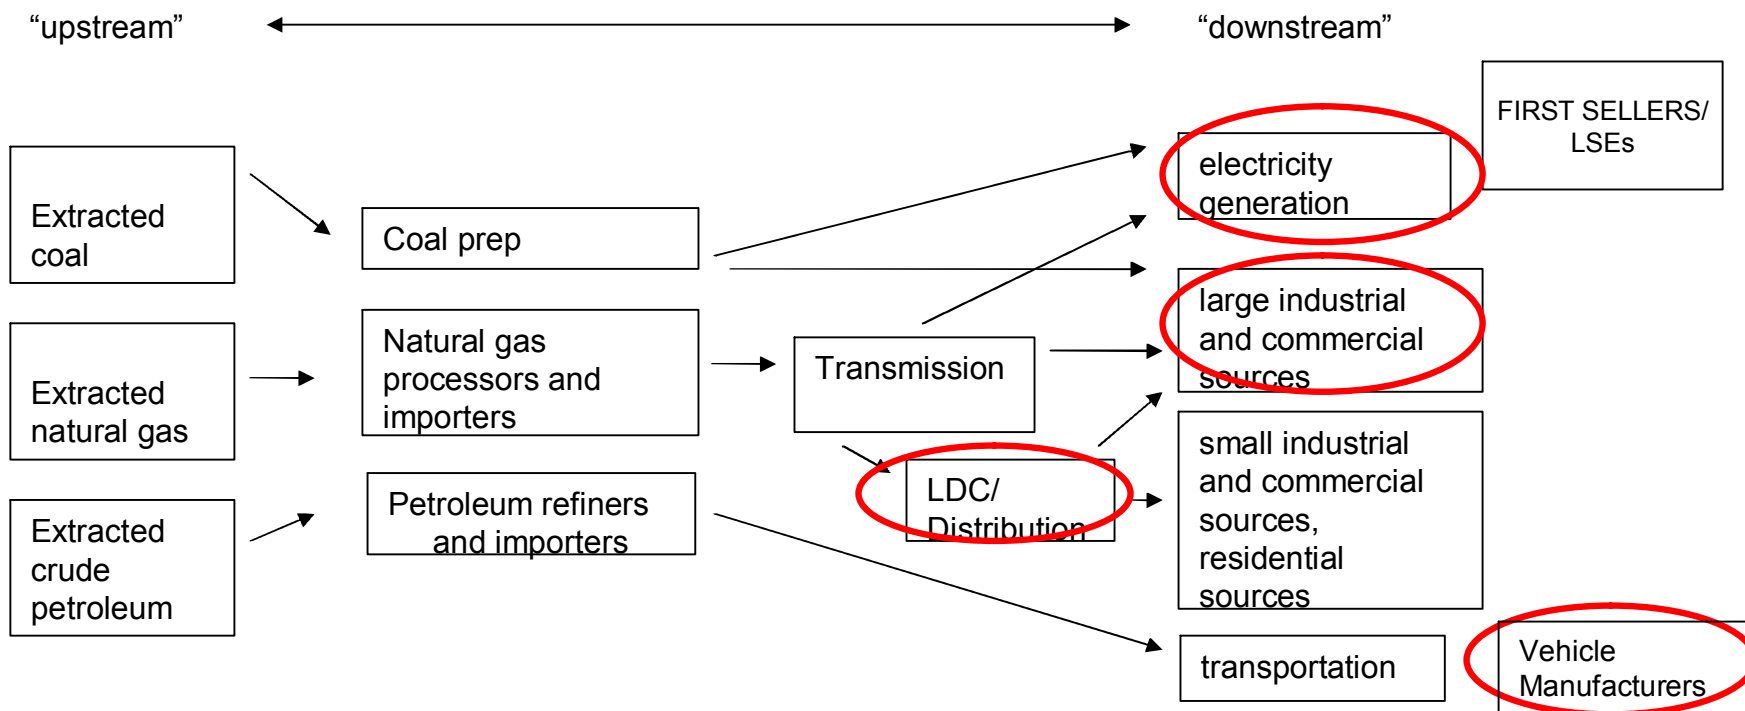 “upstream”
“downstream”
FIRST SELLERS/
LSEs
electricity
generation
Extracted
coal
Coal prep
large industrial
and commercial
sources
Natural gas
processors and
importers
Transmission
Extracted
natural gas
small industrial
and commercial
sources,
residential
sources
LDC/
Distribution
Petroleum refiners
and importers
Extracted
crude
petroleum
transportation
Vehicle
Manufacturers